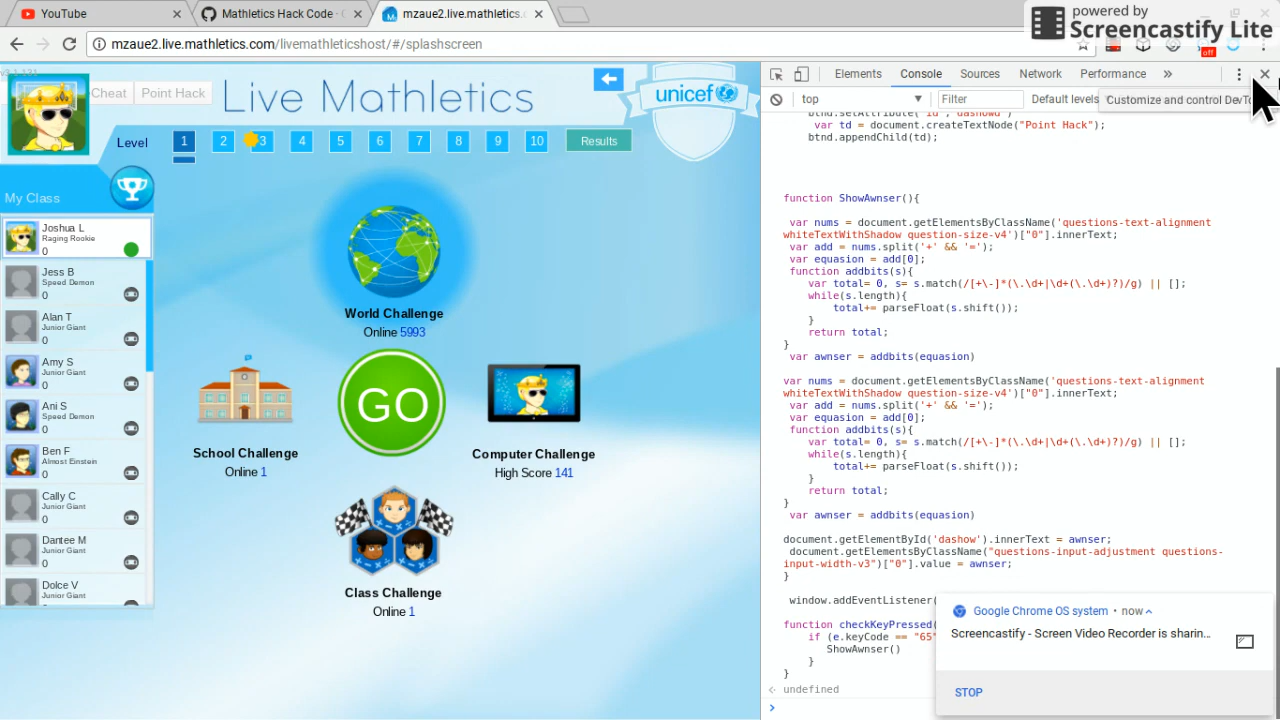 YouTube
Mathletics Hack Code -
mzaue2.live.mathletics.
powered by
Screencastify Lite
mzaue2.live.mathletics.com/livemathleticshost/#/splashscreen
off
Cheat
Point Hack
Live Mathletics
unicef
Level
1
2
3
4
5
6
7
8
9
10
Results
My Class
Joshua L
Raging Rookie
0
Jess B
Speed Demon
0
Alan T
Junior Giant
0
Amy S
Junior Giant
0
Ani S
Speed Demon
0
Ben F
Almost Einstein
0
Cally C
Junior Giant
0
Dantee M
Junior Giant
0
Dolce V
Junior Giant
World Challenge
Online 5993
GO
School Challenge
Online 1
Computer Challenge
High Score 141
Class Challenge
Online 1
Elements
Console
Sources
Network
Performance
»
top
Filter
Default levels
Customize and control DevTo
btnd.setAttribute("id","dashowd")
var td = document.createTextNode("Point Hack");
btnd.appendChild(td);
function ShowAwnser(){
var nums = document.getElementsByClassName('questions-text-alignment
whiteTextWithShadow question-size-v4')["0"].innerText;
var add = nums.split('+' && '=');
var equasion = add[0];
function addbits(s){
var total= 0, s= s.match(/[+\-]*(\.\d+|\d+(\.\d+)?)/g) || [];
while(s.length){
total+= parseFloat(s.shift());
}
return total;
}
var awnser = addbits(equasion)
var nums = document.getElementsByClassName('questions-text-alignment
whiteTextWithShadow question-size-v4')["0"].innerText;
var add = nums.split('+' && '=');
var equasion = add[0];
function addbits(s){
var total= 0, s= s.match(/[+\-]*(\.\d+|\d+(\.\d+)?)/g) || [];
while(s.length){
total+= parseFloat(s.shift());
}
return total;
}
var awnser = addbits(equasion)
document.getElementById('dashow').innerText = awnser;
document.getElementsByClassName("questions-input-adjustment questions-
input-width-v3")["0"].value = awnser;
}
window.addEventListener(
function checkKeyPressed(
if (e.keyCode == "65"
ShowAwnser()
}
}
undefined
Google Chrome OS system • now
Screencastify - Screen Video Recorder is sharin...
STOP